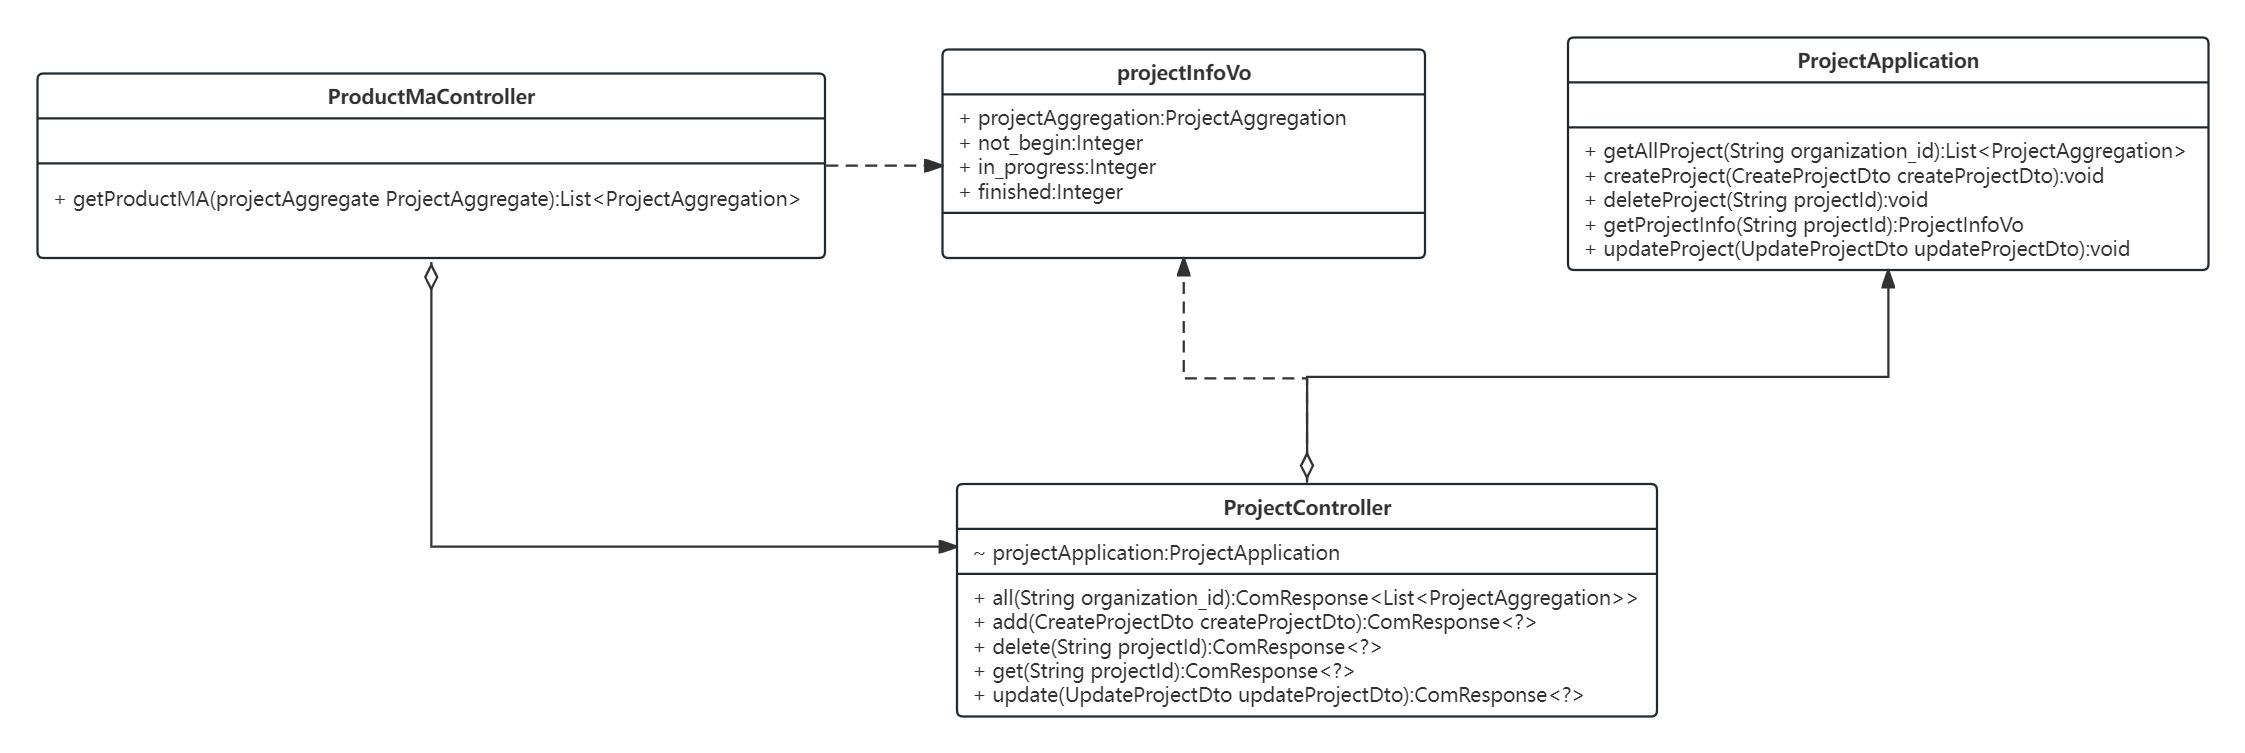 ProductMaController
+ getProductMA(projectAggregate ProjectAggregate):List<ProjectAggregation>
projectInfoVo
+ projectAggregation:ProjectAggregation
+ not_begin:Integer
+ in_progress:Integer
+ finished:Integer
ProjectApplication
+ getAllProject(String organization_id):List<ProjectAggregation>
+ createProject(CreateProjectDto createProjectDto):void
+ deleteProject(String projectId):void
+ getProjectInfo(String projectId):ProjectInfoVo
+ updateProject(UpdateProjectDto updateProjectDto):void
ProjectController
~ projectApplication:ProjectApplication
+ all(String organization_id):ComResponse<List<ProjectAggregation>>
+ add(CreateProjectDto createProjectDto):ComResponse<?>
+ delete(String projectId):ComResponse<?>
+ get(String projectId):ComResponse<?>
+ update(UpdateProjectDto updateProjectDto):ComResponse<?>